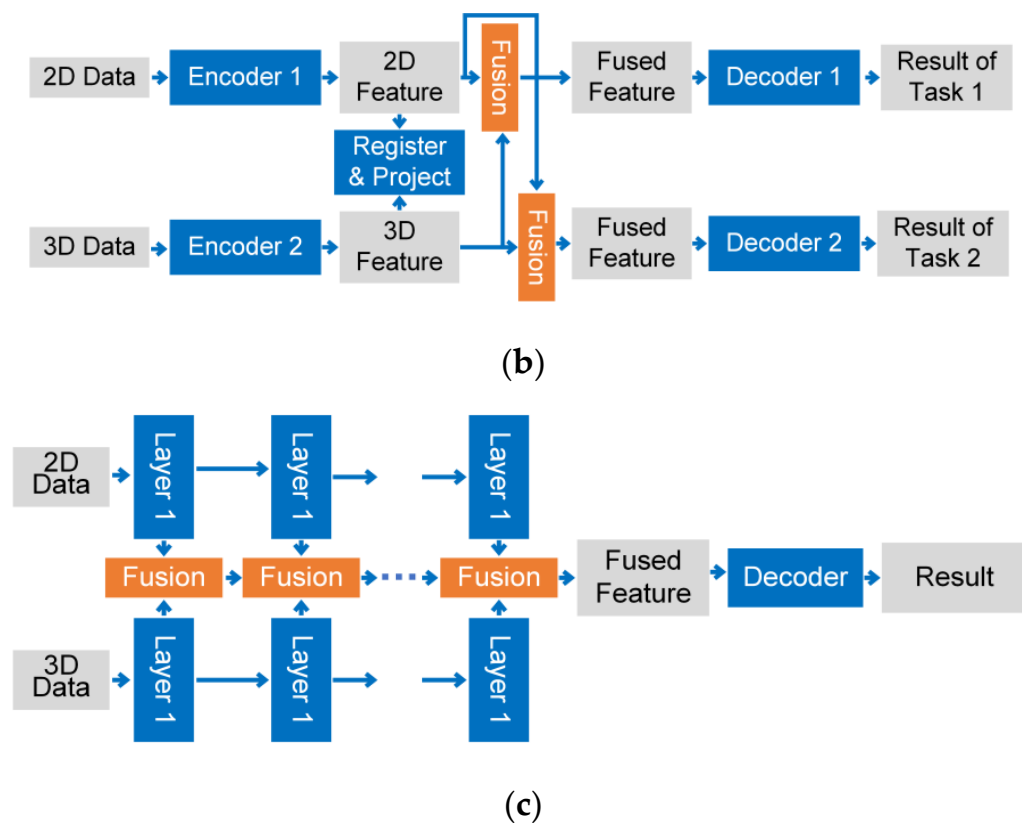 2D Data
Encoder 1
2D
Feature
Fusion
Fused
Feature
Decoder 1
Result of
Task 1
Register
& Project
3D Data
Encoder 2
3D
Feature
Fusion
Fused
Feature
Decoder 2
Result of
Task 2
(b)
2D
Data
Layer 1
Layer 1
Layer 1
Fusion
Fusion
Fusion
Fused
Feature
Decoder
Result
3D
Data
Layer 1
Layer 1
Layer 1
(c)